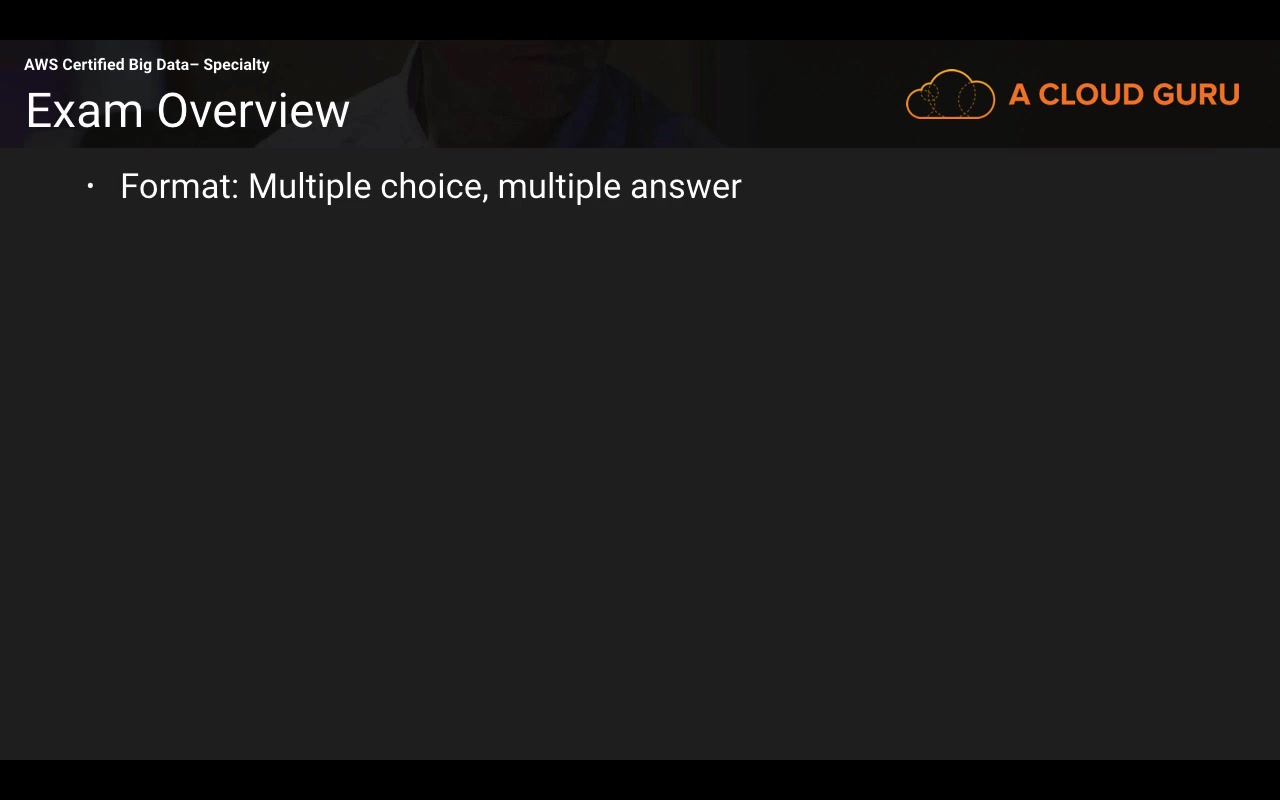 AWS Certified Big Data– Specialty
Exam Overview
A CLOUD GURU
• Format: Multiple choice, multiple answer